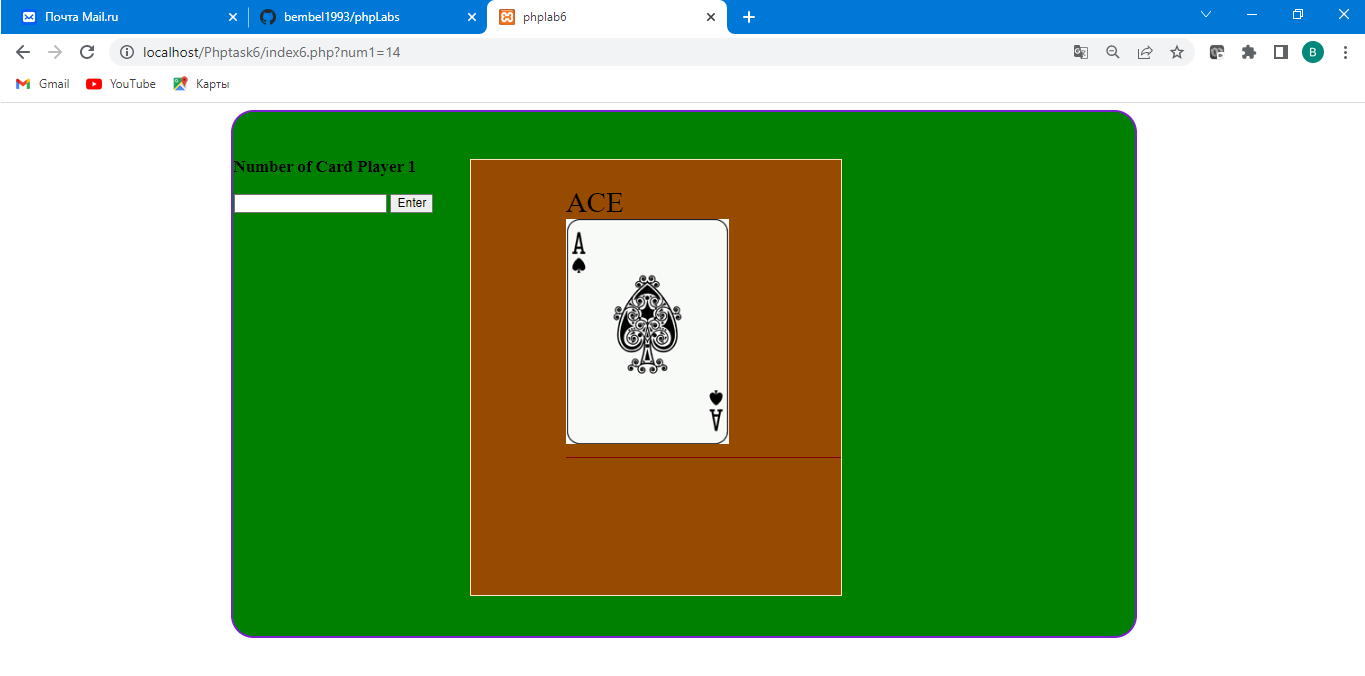 Почта Mail.ru
bembel1993/phpLabs
phplab6
localhost/Phptask6/index6.php?num1=14
B
Gmail
YouTube
Карты
Number of Card Player 1
Enter
ACE
A
A